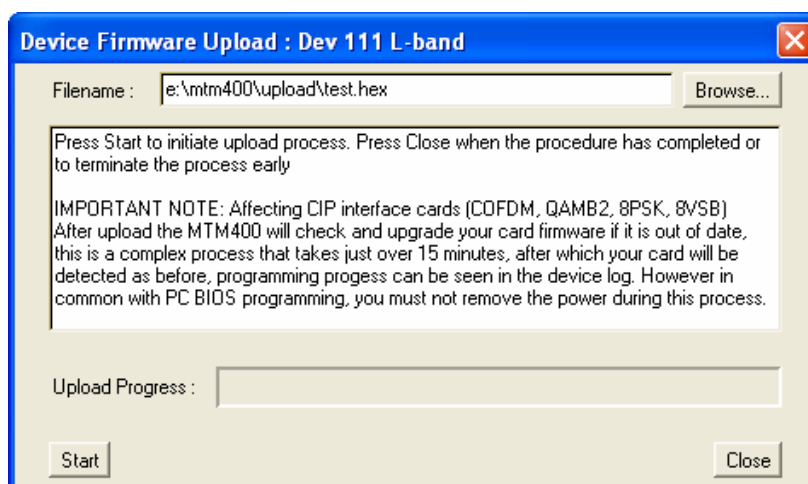 Device Firmware Upload : Dev 111 L-band
Filename : e:\mtm400\upload\test.hex Browse...
Press Start to initiate upload process. Press Close when the procedure has completed or
to terminate the process early
IMPORTANT NOTE: Affecting CIP interface cards (COFDM, QAMB2, 8PSK, 8VSB)
After upload the MTM400 will check and upgrade your card firmware if it is out of date,
this is a complex process that takes just over 15 minutes, after which your card will be
detected as before, programming progess can be seen in the device log. However in
common with PC BIOS programming, you must not remove the power during this process.
Upload Progress :
Start Close